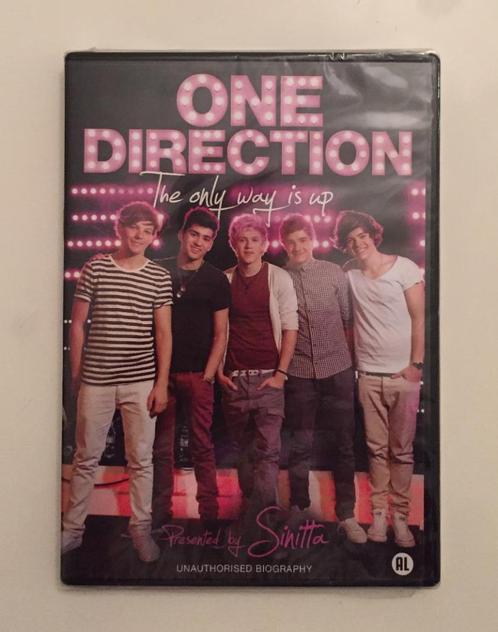 ONE
DIRECTION
The only way is up
Presented by Sinitta
UNAUTHORISED BIOGRAPHY
AL